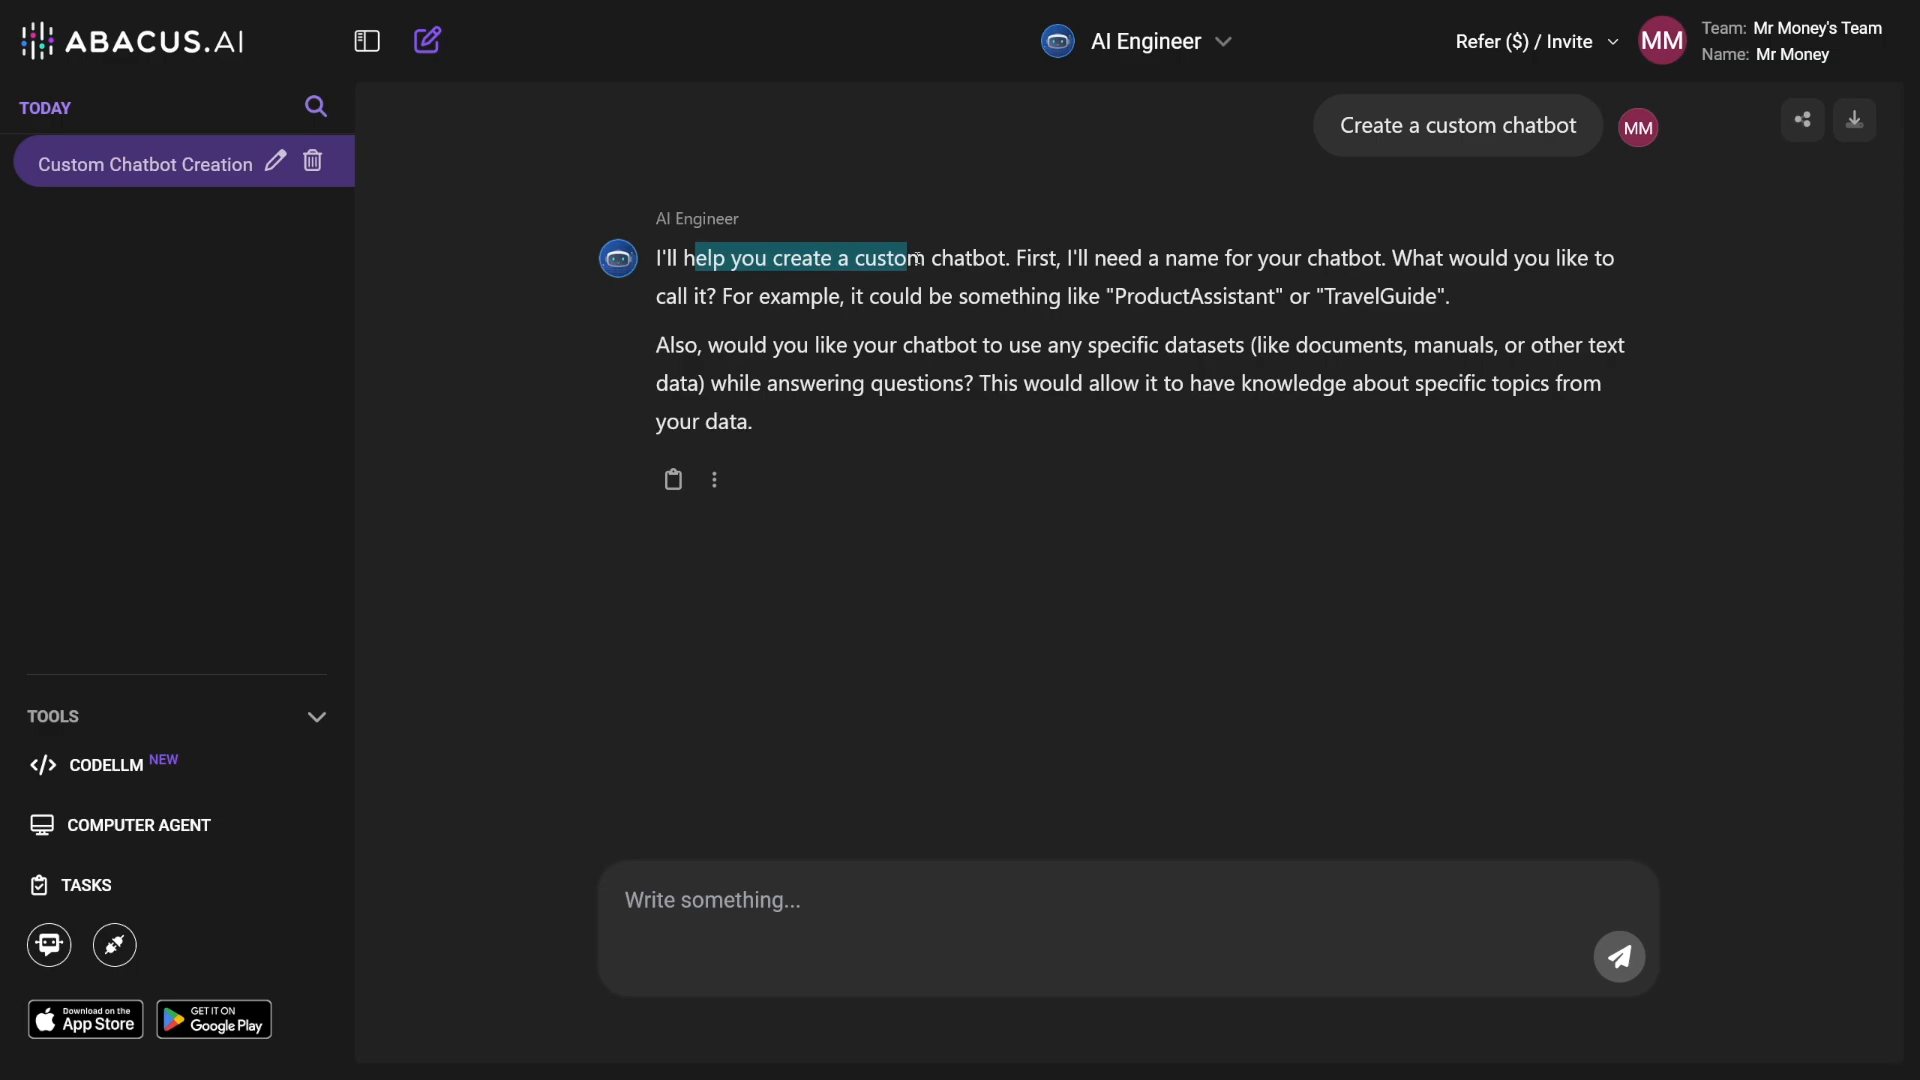 ABACUS.AI
AI Engineer
Refer ($) / Invite
MM
Team: Mr Money's Team
Name: Mr Money
TODAY
Custom Chatbot Creation
Create a custom chatbot
MM
AI Engineer
I'll help you create a custom chatbot. First, I'll need a name for your chatbot. What would you like to
call it? For example, it could be something like "ProductAssistant" or "TravelGuide".
Also, would you like your chatbot to use any specific datasets (like documents, manuals, or other text
data) while answering questions? This would allow it to have knowledge about specific topics from
your data.
TOOLS
CODELLM NEW
COMPUTER AGENT
TASKS
Write something...
Download on the
App Store
GET IT ON
Google Play